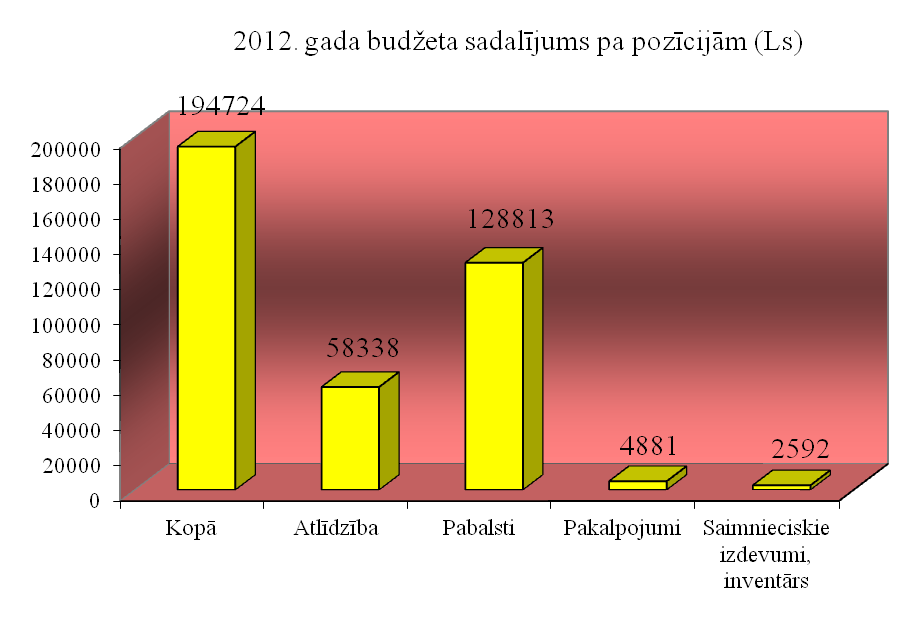 2012. gada budžeta sadalījums pa pozīcijām (Ls)
194724
200000
180000
160000
140000
120000
100000
80000
60000
40000
20000
0
58338
128813
4881
2592
Kopā
Atlīdzība
Pabalsti
Pakalpojumi
Saimnieciskie
izdevumi,
inventārs